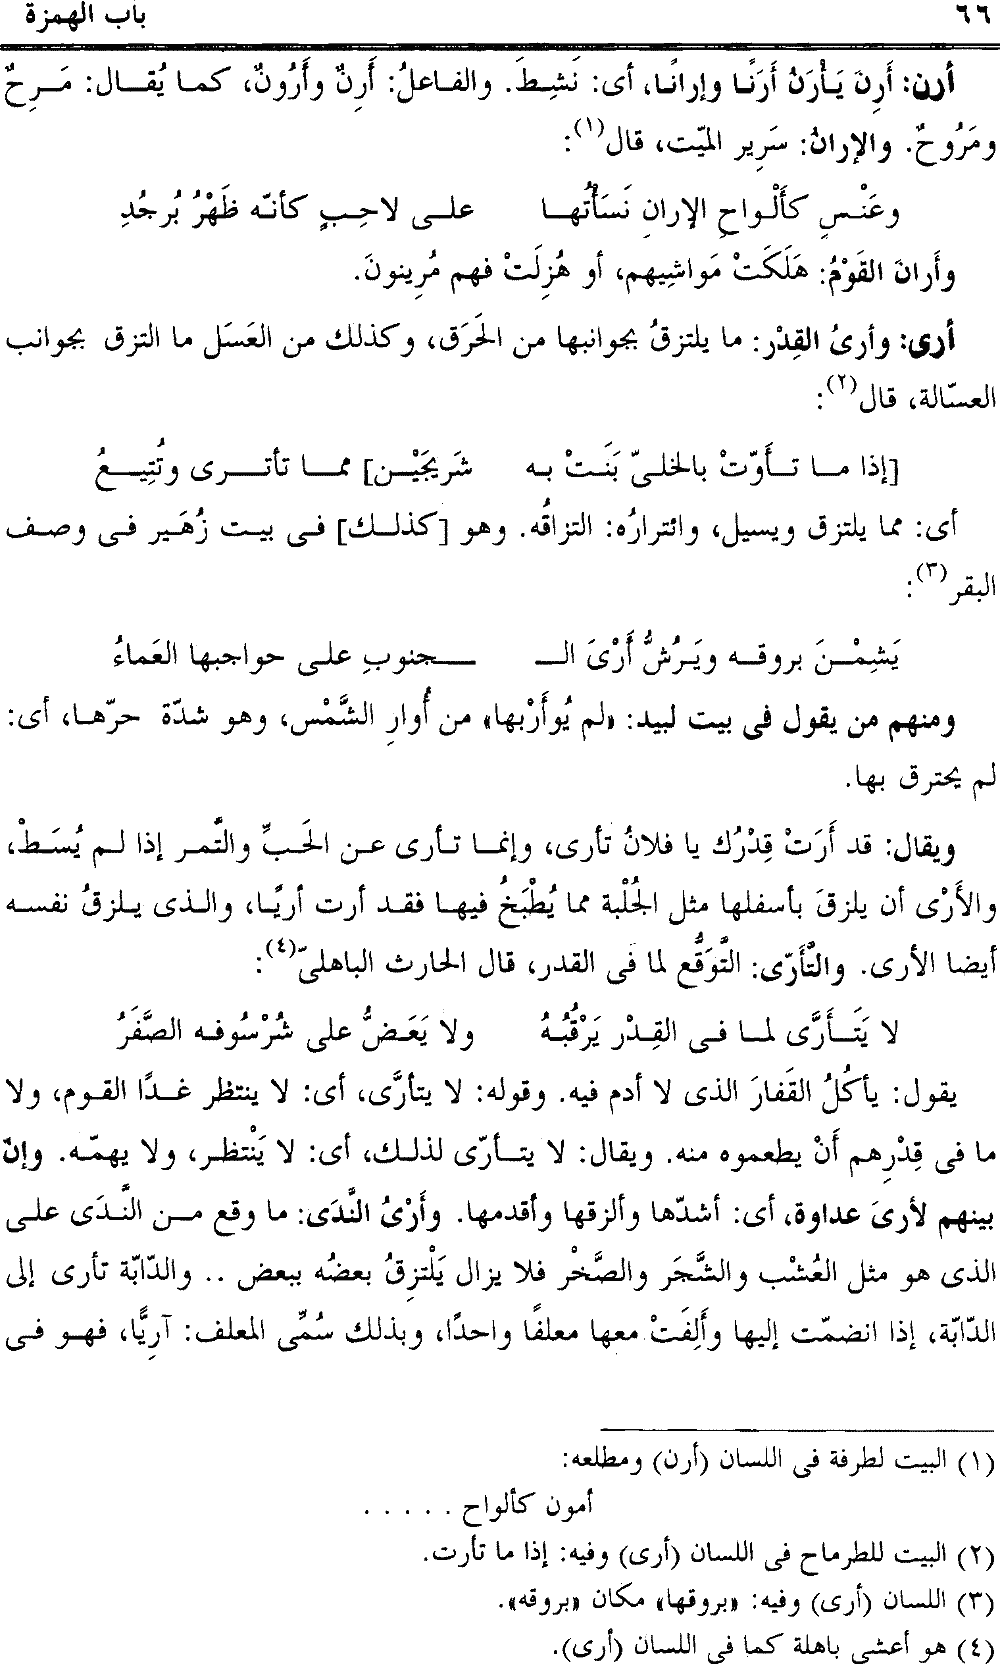 ٦٦ باب الهمزة
أرن: أَرِنَ يَأْرَنُ أرَنًا وإرانًا، أى: نَشِطَ. والفاعلُ: أَرِنٌ وأَرُونٌ، كما يُقال: مَرِحٌ
ومَرُوحٌ. والإرانُ: سَرِير الميّت، قال(١):
وعَنْسٍ كأَلْواحِ الإرانِ نَسَأْتُها على لاحِبٍ كأنّه ظَهْرُ بُرجُدِ
وأَرانَ القَوْمُ: هَلَكَتْ مَواشِيهم، أو هُزِلَتْ فهم مُرِينونَ.
أرى: وأرىُ القِدْر: ما يلتزقُ بجوانبها من الحَرَق، وكذلك من العَسَل ما التزق بجوانب
العسّالة، قال(٢):
[إذا ما تأَوّتْ بالخلىّ بَنَتْ به شَرِيجَيْن] مما تأترى وتُتِيعُ
أى: مما يلتزق ويسيل، وائترارُه: التزاقُه. وهو [كذلك] فى بيت زُهَير فى وصف
البقر(٣):
يَشِمْنَ بروقه ويَرُشُّ أَرْىَ الـ ـجنوبِ على حواجبها العَماءُ
ومنهم من يقول فى بيت لبيد: «لم يُوأَرْبها» من أُوارِ الشَّمْس، وهو شدّة حرّها، أى:
لم يحترق بها.
ويقال: قد أَرَتْ قِدْرُك يا فلانُ تأرى، وإنما تأرى عن الحَبِّ والتَّمر إذا لم يُسَطْ،
والأَرْى أن يلزقَ بأسفلها مثل الجُلْبة مما يُطْبَخُ فيها فقد أرت أريًا، والذى يلزقُ نفسه
أيضا الأرى. والتَّأَرّى: التَّوَقُّع لما فى القدر، قال الحارث الباهلىّ(٤):
لا يَتَأَرَّى لما فى القِدْر يَرْقُبُهُ ولا يَعَضُّ على شُرْسُوفه الصَّفَرُ
يقول: يأكُلُ القَفارَ الذى لا أدم فيه. وقوله: لا يتأرَّى، أى: لا ينتظر غدًا القوم، ولا
ما فى قِدْرِهم أَنْ يطعموه منه. ويقال: لا يتأرّى لذلك، أى: لا يَنْتظر، ولا يهمّه. وإنّ
بينهم لأرىَ عداوة، أى: أشدّها وألزقها وأقدمها. وأَرْىُ النَّدَى: ما وقع من النَّدَى على
الذى هو مثل العُشْب والشَّجَر والصَّخْر فلا يزال يَلْتزِقُ بعضُه ببعض .. والدّابّة تأرى إلى
الدّابّة، إذا انضمّت إليها وأَلِفَتْ معها معلفًا واحدًا، وبذلك سُمِّى المعلف: آرِيًّا، فهو فى
(١) البيت لطرفة فى اللسان (أرن) ومطلعه:
أمون كألواح . . . . .
(٢) البيت للطرماح فى اللسان (أرى) وفيه: إذا ما تأرت.
(٣) اللسان (أرى) وفيه: «بروقها» مكان «بروقه».
(٤) هو أعشى باهلة كما فى اللسان (أرى).